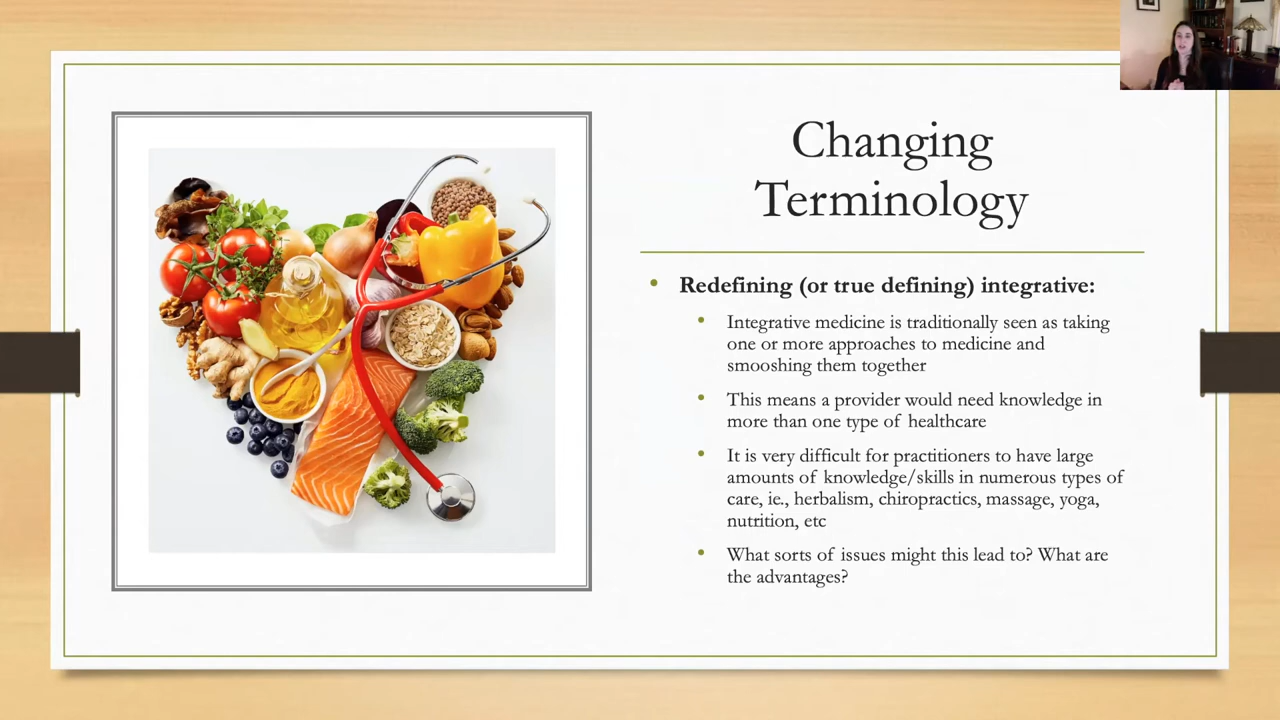 Changing
Terminology
• Redefining (or true defining) integrative:
• Integrative medicine is traditionally seen as taking
one or more approaches to medicine and
smooshing them together
• This means a provider would need knowledge in
more than one type of healthcare
• It is very difficult for practitioners to have large
amounts of knowledge/skills in numerous types of
care, ie., herbalism, chiropractics, massage, yoga,
nutrition, etc
• What sorts of issues might this lead to? What are
the advantages?